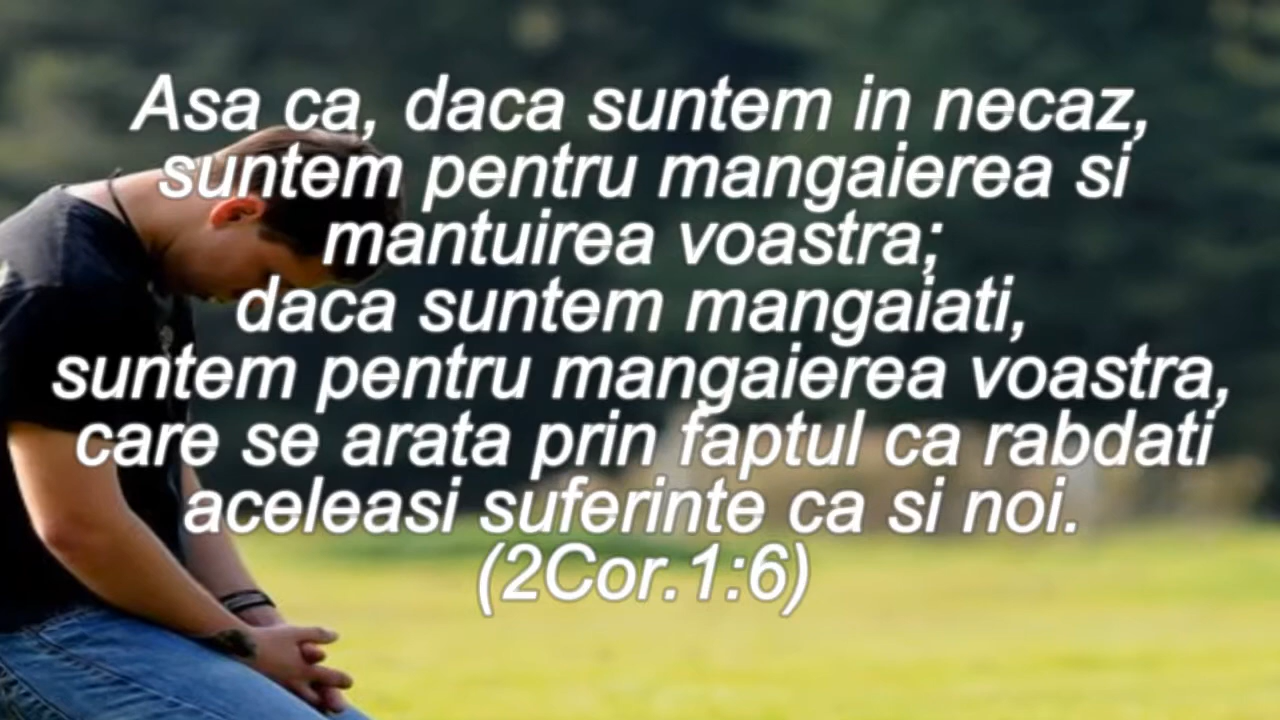 Asa ca, daca suntem in necaz,
suntem pentru mangaierea si
mantuirea voastra;
daca suntem mangaiati,
suntem pentru mangaierea voastra,
care se arata prin faptul ca rabdati
aceleasi suferinte ca si noi.
(2Cor.1:6)